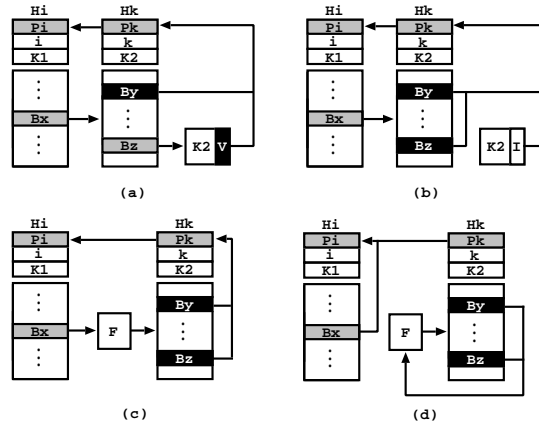 Hi Hk
Pi Pk
i k
K1 K2
By
Bx
Bz K2 V
(a)
Hi Hk
Pi Pk
i k
K1 K2
By
Bx
Bz K2 I
(b)
Hi Hk
Pi Pk
i k
K1 K2
By
Bx F
Bz
(c)
Hi Hk
Pi Pk
i k
K1 K2
By
Bx F
Bz
(d)